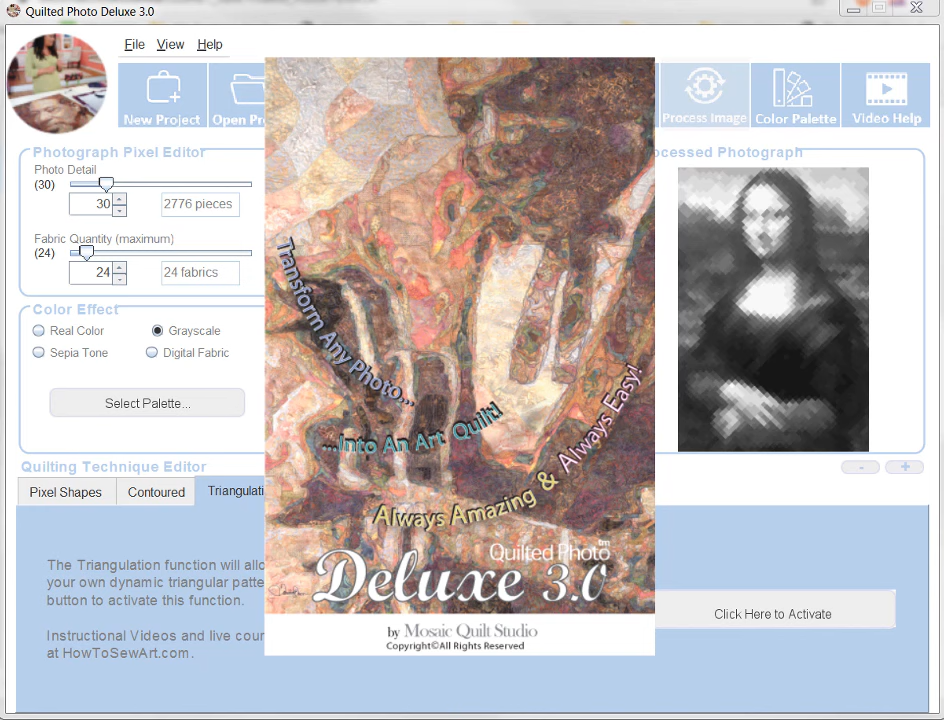 Quilted Photo Deluxe 3.0
File View Help
New Project
Open Pro
Process Image
Color Palette
Video Help
Photograph Pixel Editor
Photo Detail
(30)
30
2776 pieces
Fabric Quantity (maximum)
(24)
24
24 fabrics
Color Effect
Real Color
Grayscale
Sepia Tone
Digital Fabric
Select Palette...
Quilting Technique Editor
Pixel Shapes
Contoured
Triangulati
The Triangulation function will allo
your own dynamic triangular patte
button to activate this function.
Instructional Videos and live cour
at HowToSewArt.com.
Transform Any Photo...
...Into An Art Quilt!
Always Amazing & Always Easy!
Quilted Photo™
Deluxe 3.0
by Mosaic Quilt Studio
Copyright©All Rights Reserved
ocessed Photograph
- +
Click Here to Activate